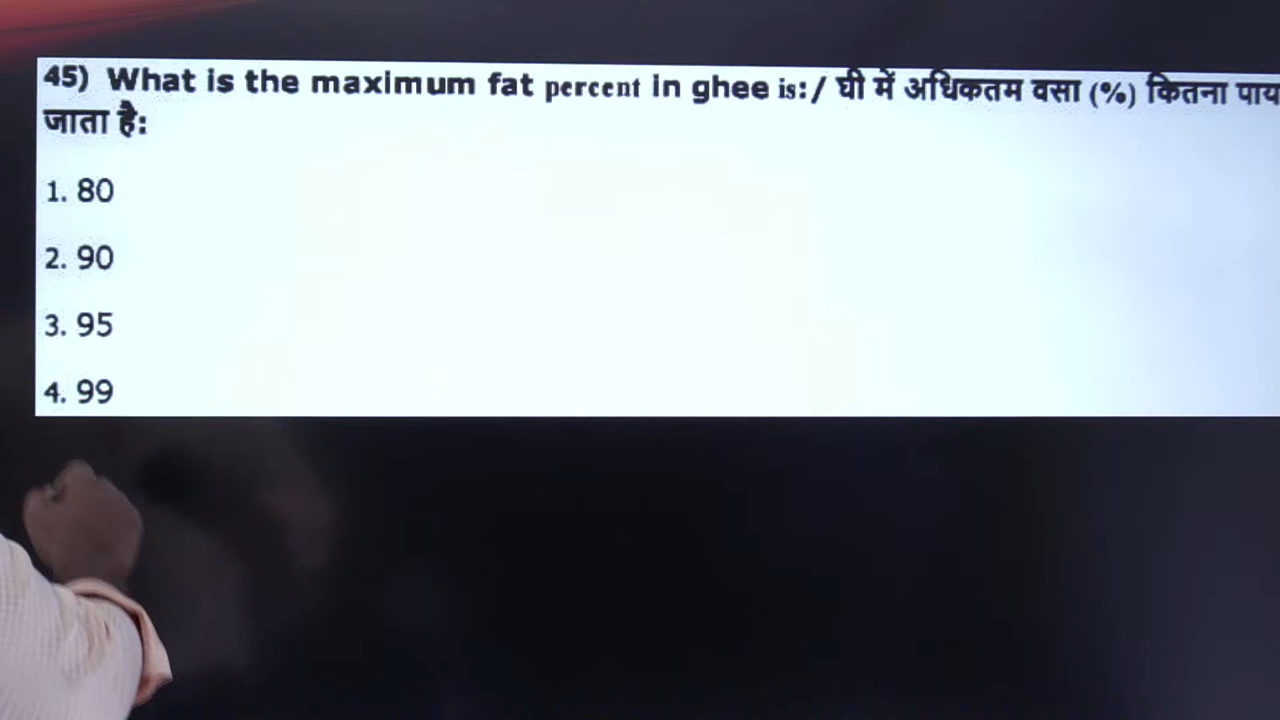 45) What is the maximum fat percent in ghee is:/ घी में अधिकतम वसा (%) कितना पाय
जाता है:
1. 80
2. 90
3. 95
4. 99